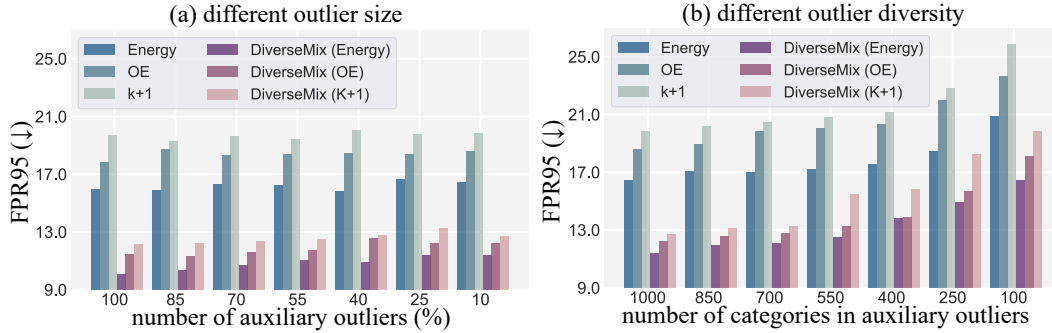 (a) different outlier size
Energy
OE
k+1
DiverseMix (Energy)
DiverseMix (OE)
DiverseMix (K+1)
25.0
21.0
17.0
13.0
9.0
FPR95 (↓)
100 85 70 55 40 25 10
number of auxiliary outliers (%)
(b) different outlier diversity
Energy
OE
k+1
DiverseMix (Energy)
DiverseMix (OE)
DiverseMix (K+1)
25.0
21.0
17.0
13.0
9.0
FPR95 (↓)
1000 850 700 550 400 250 100
number of categories in auxiliary outliers